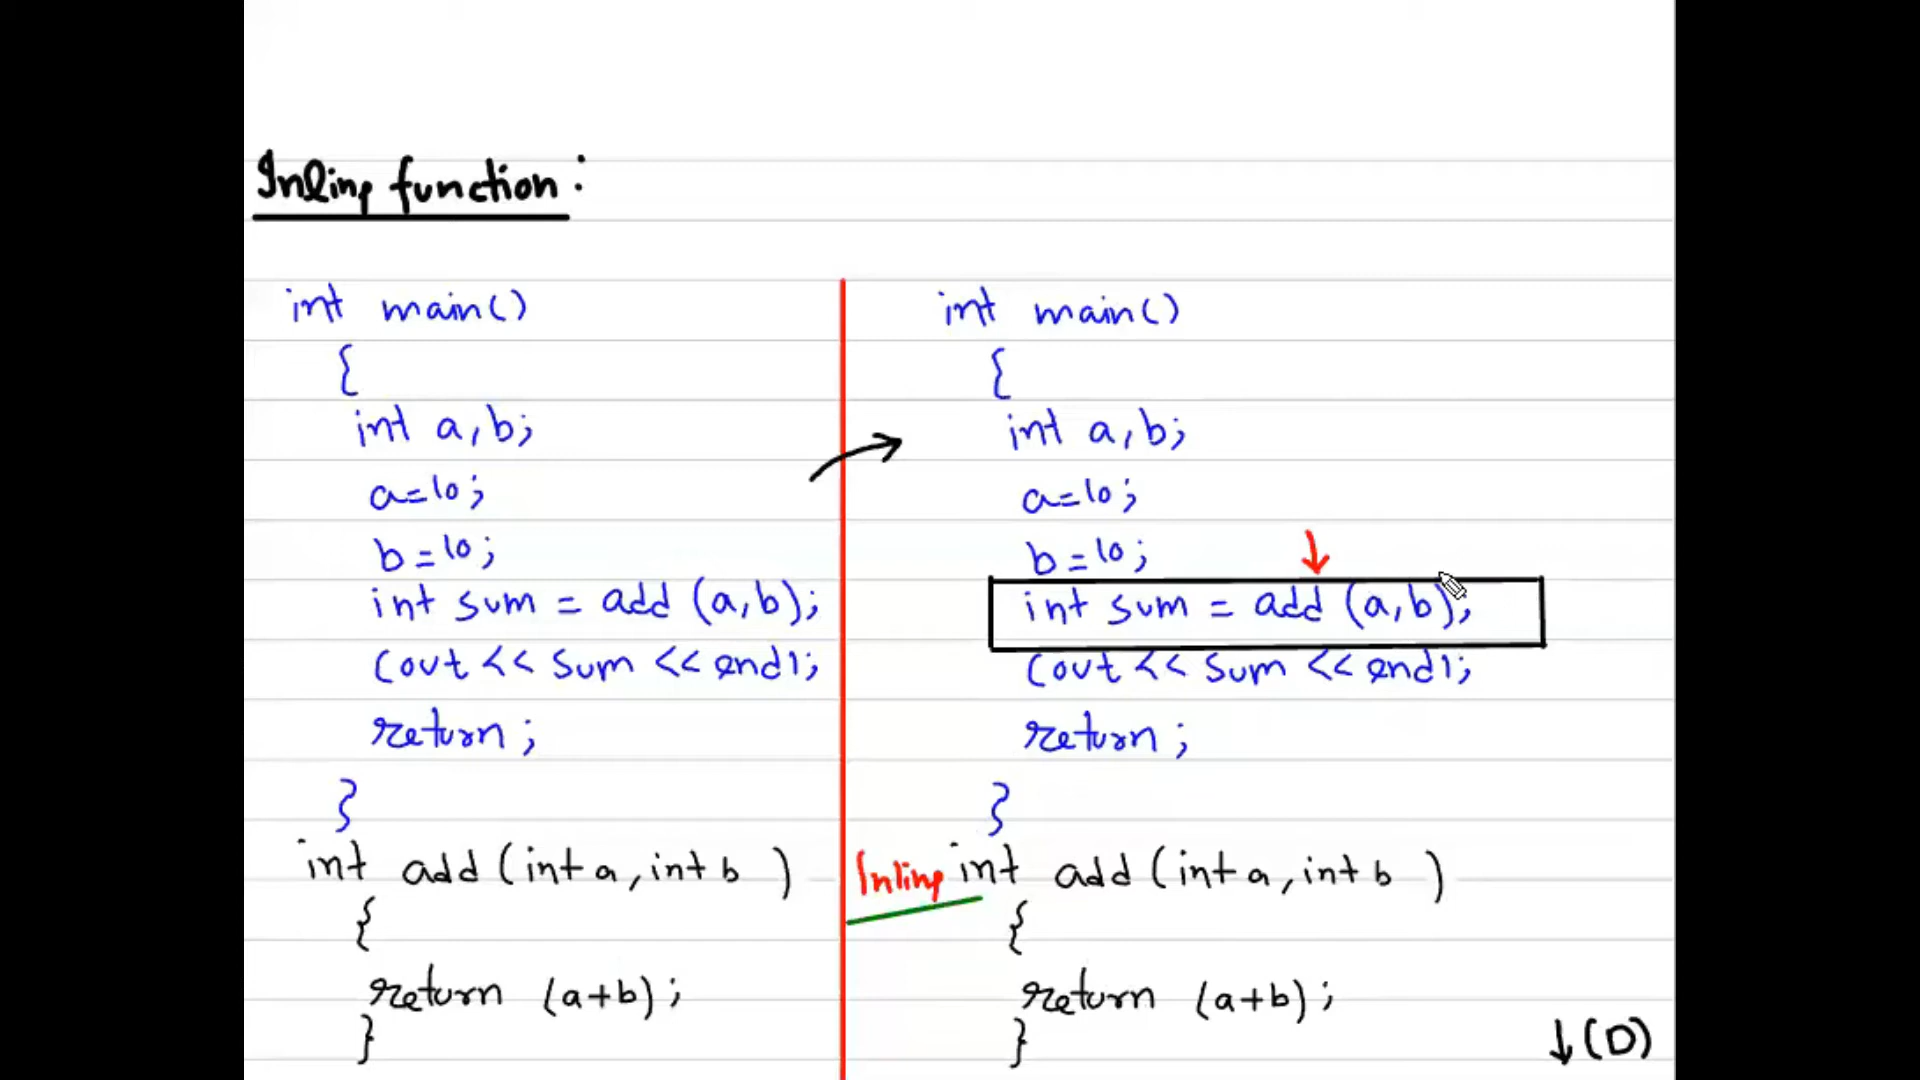 Inline function:
int main()
{
int a, b;
a=10;
b=10;
int sum = add (a,b);
cout << sum << endl;
return;
}
int add (int a, int b )
{
return (a+b);
}
int main()
{
int a, b;
a=10;
b=10;
int sum = add (a,b);
cout << sum << endl;
return;
}
Inline int add (int a, int b )
{
return (a+b);
}
↓(D)